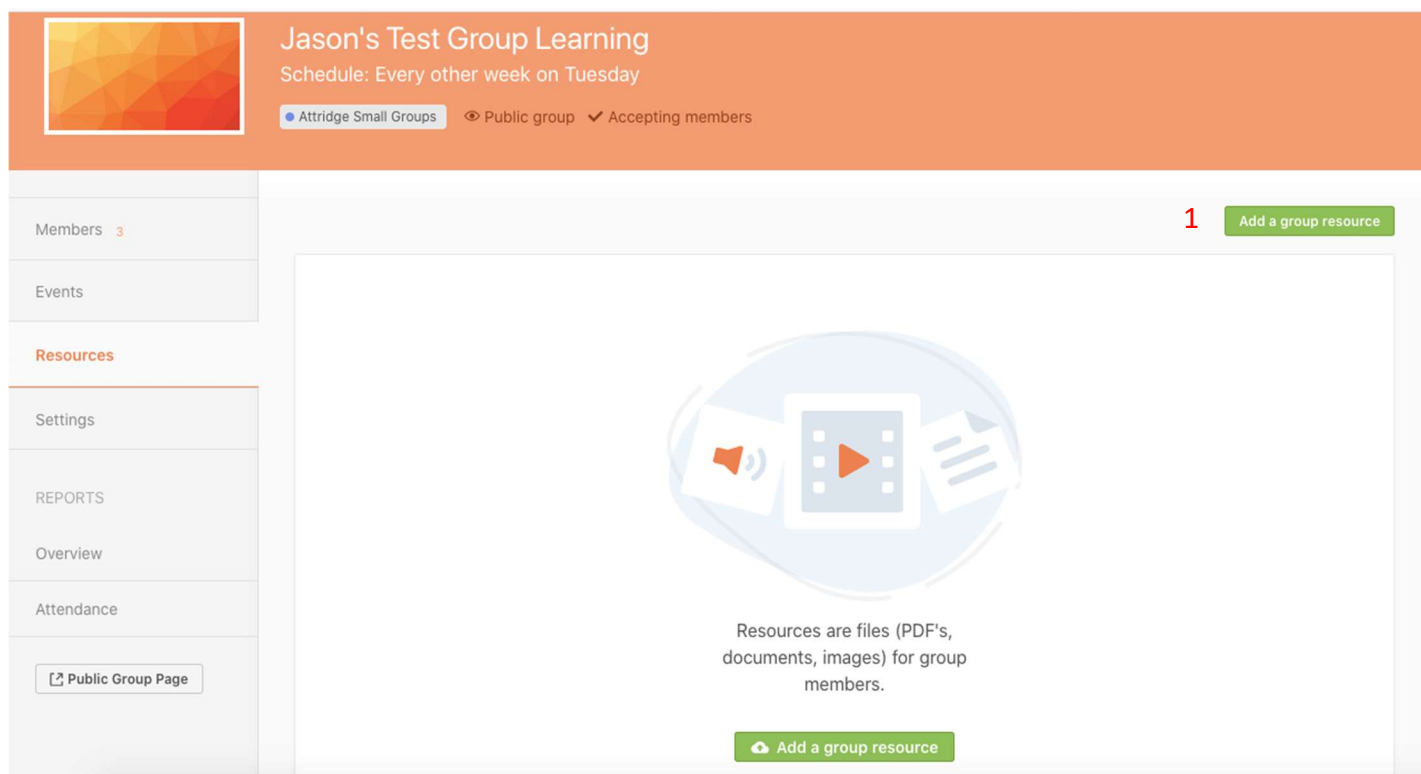 Jason's Test Group Learning
Schedule: Every other week on Tuesday
Attridge Small Groups Public group Accepting members
Members 3
1 Add a group resource
Events
Resources
Settings
REPORTS
Overview
Attendance
Public Group Page
Resources are files (PDF's,
documents, images) for group
members.
Add a group resource